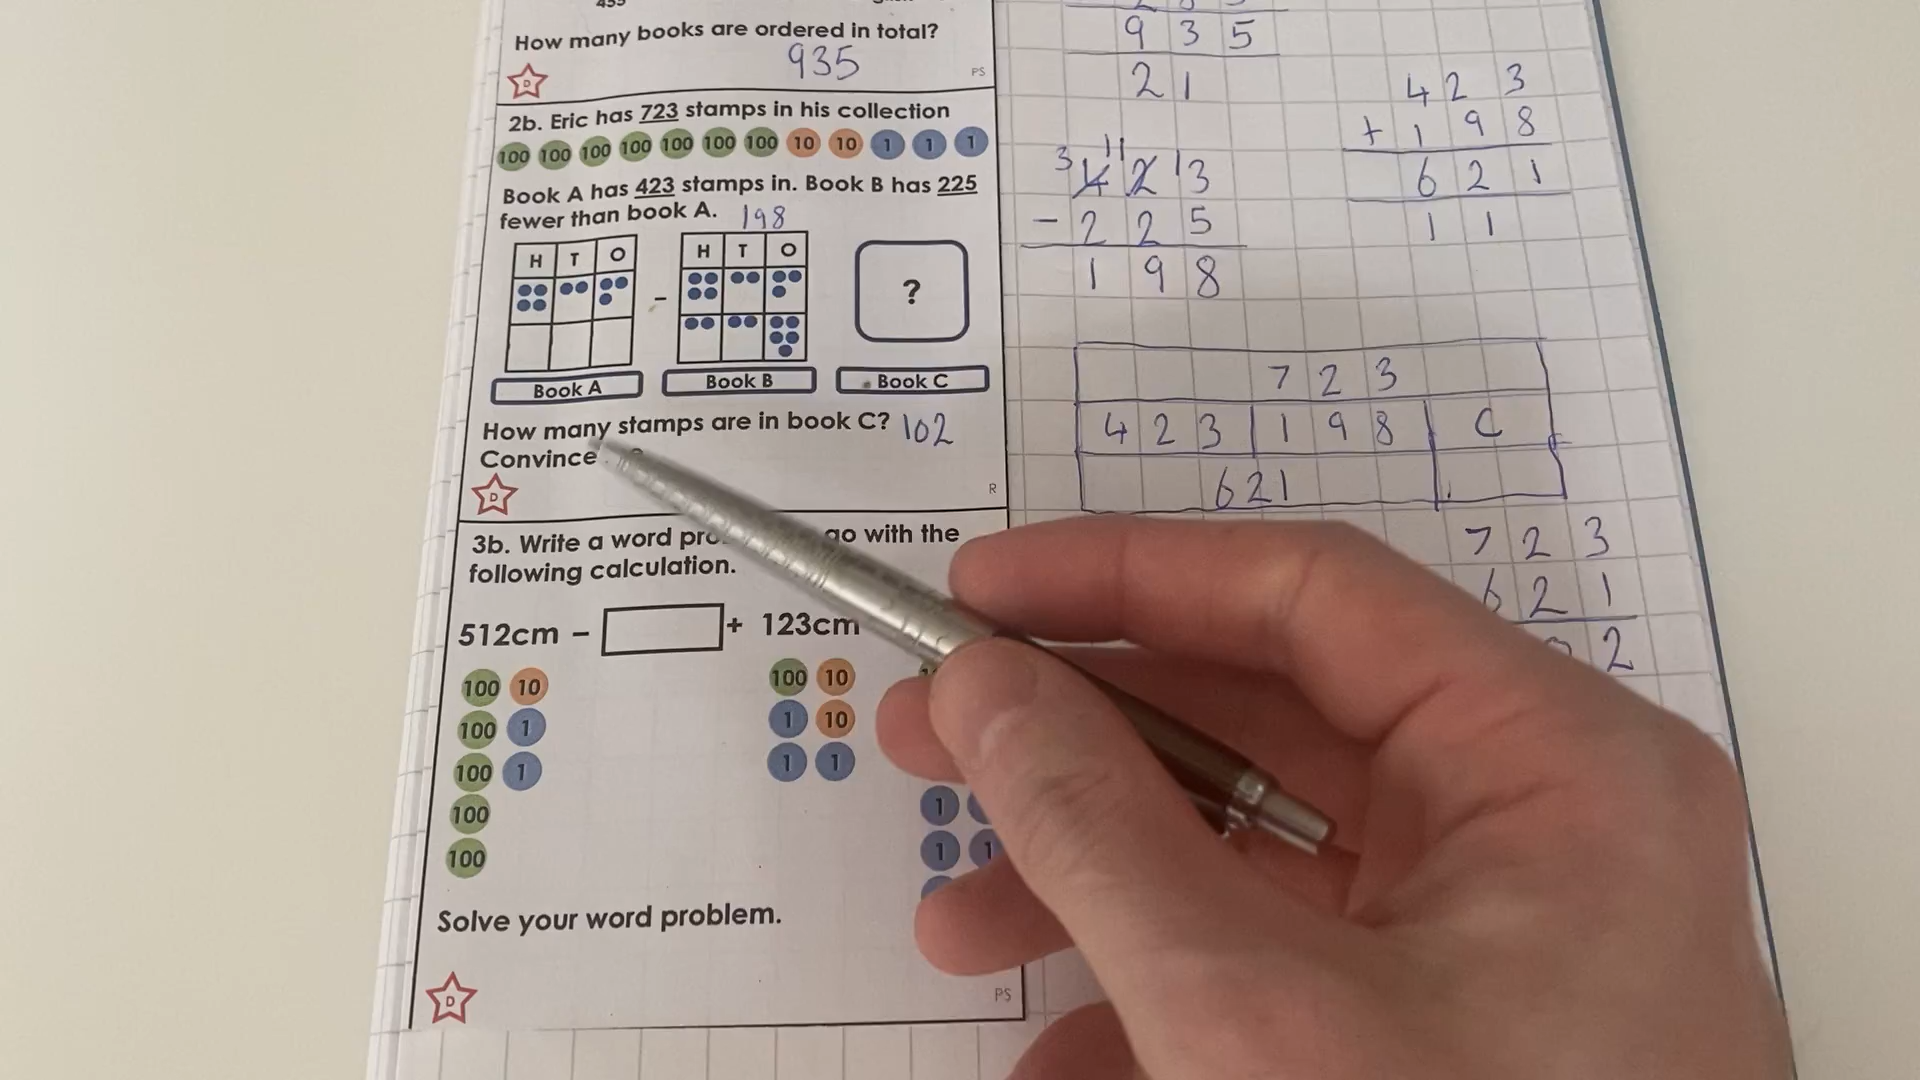 How many books are ordered in total?
935
D
PS
2b. Eric has 723 stamps in his collection
100 100 100 100 100 100 100 10 10 1 1 1
Book A has 423 stamps in. Book B has 225
fewer than book A. 198
H T O
-
H T O
?
Book A
Book B
Book C
How many stamps are in book C? 102
Convince
D
R
3b. Write a word go with the
following calculation.
512cm - + 123cm
100 10
100 1
100 1
100
100
100 10
1 10
1 1
1
1 1
Solve your word problem.
D
PS
9 3 5
2 1
3 11 1
4 2 3
- 2 2 5
1 9 8
4 2 3
+ 1 9 8
6 2 1
1 1
7 2 3
4 2 3 1 9 8 C
621
7 2 3
6 2 1
2